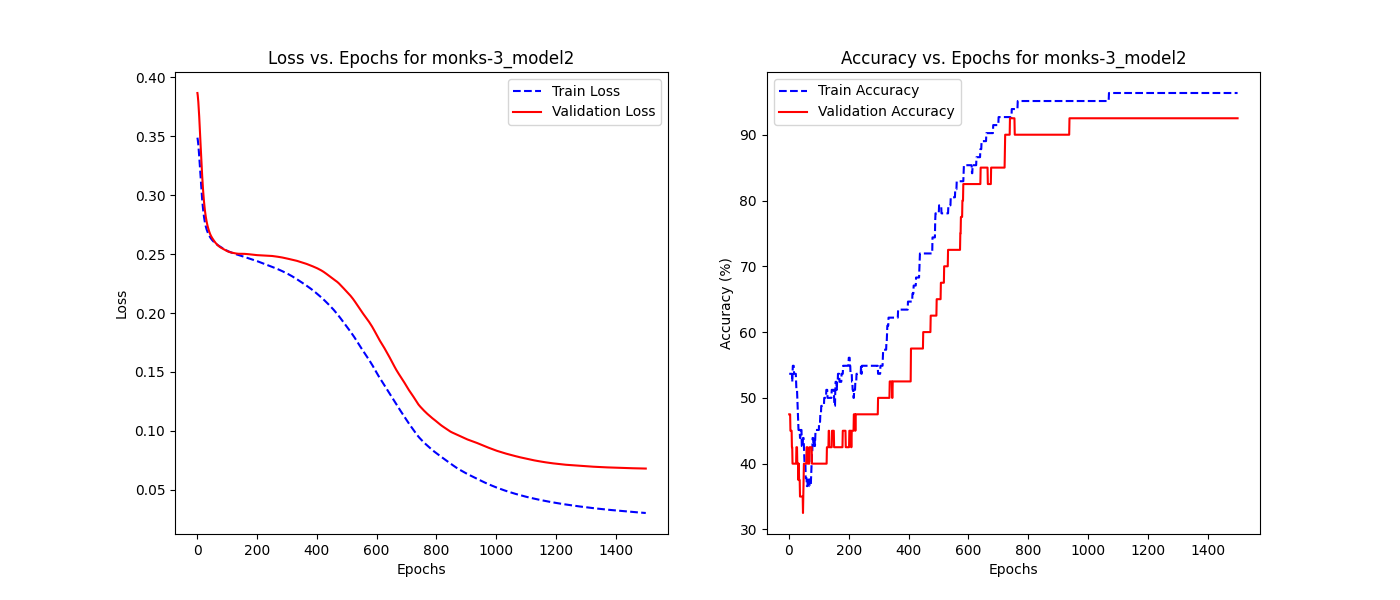 Loss vs. Epochs for monks-3_model2
Train Loss
Validation Loss
0.40
0.35
0.30
0.25
0.20
0.15
0.10
0.05
Loss
0 200 400 600 800 1000 1200 1400
Epochs
Accuracy vs. Epochs for monks-3_model2
Train Accuracy
Validation Accuracy
90
80
70
60
50
40
30
Accuracy (%)
0 200 400 600 800 1000 1200 1400
Epochs